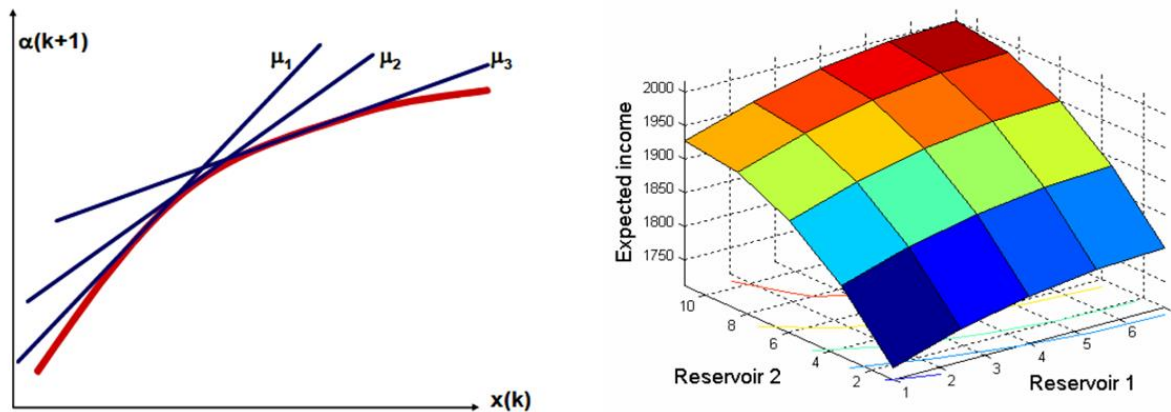 α(k+1)
μ1 μ2 μ3
x(k)
Expected income
2000
1950
1900
1850
1800
1750
10
8
6
4
2
Reservoir 2
1
2
3
4
5
6
Reservoir 1